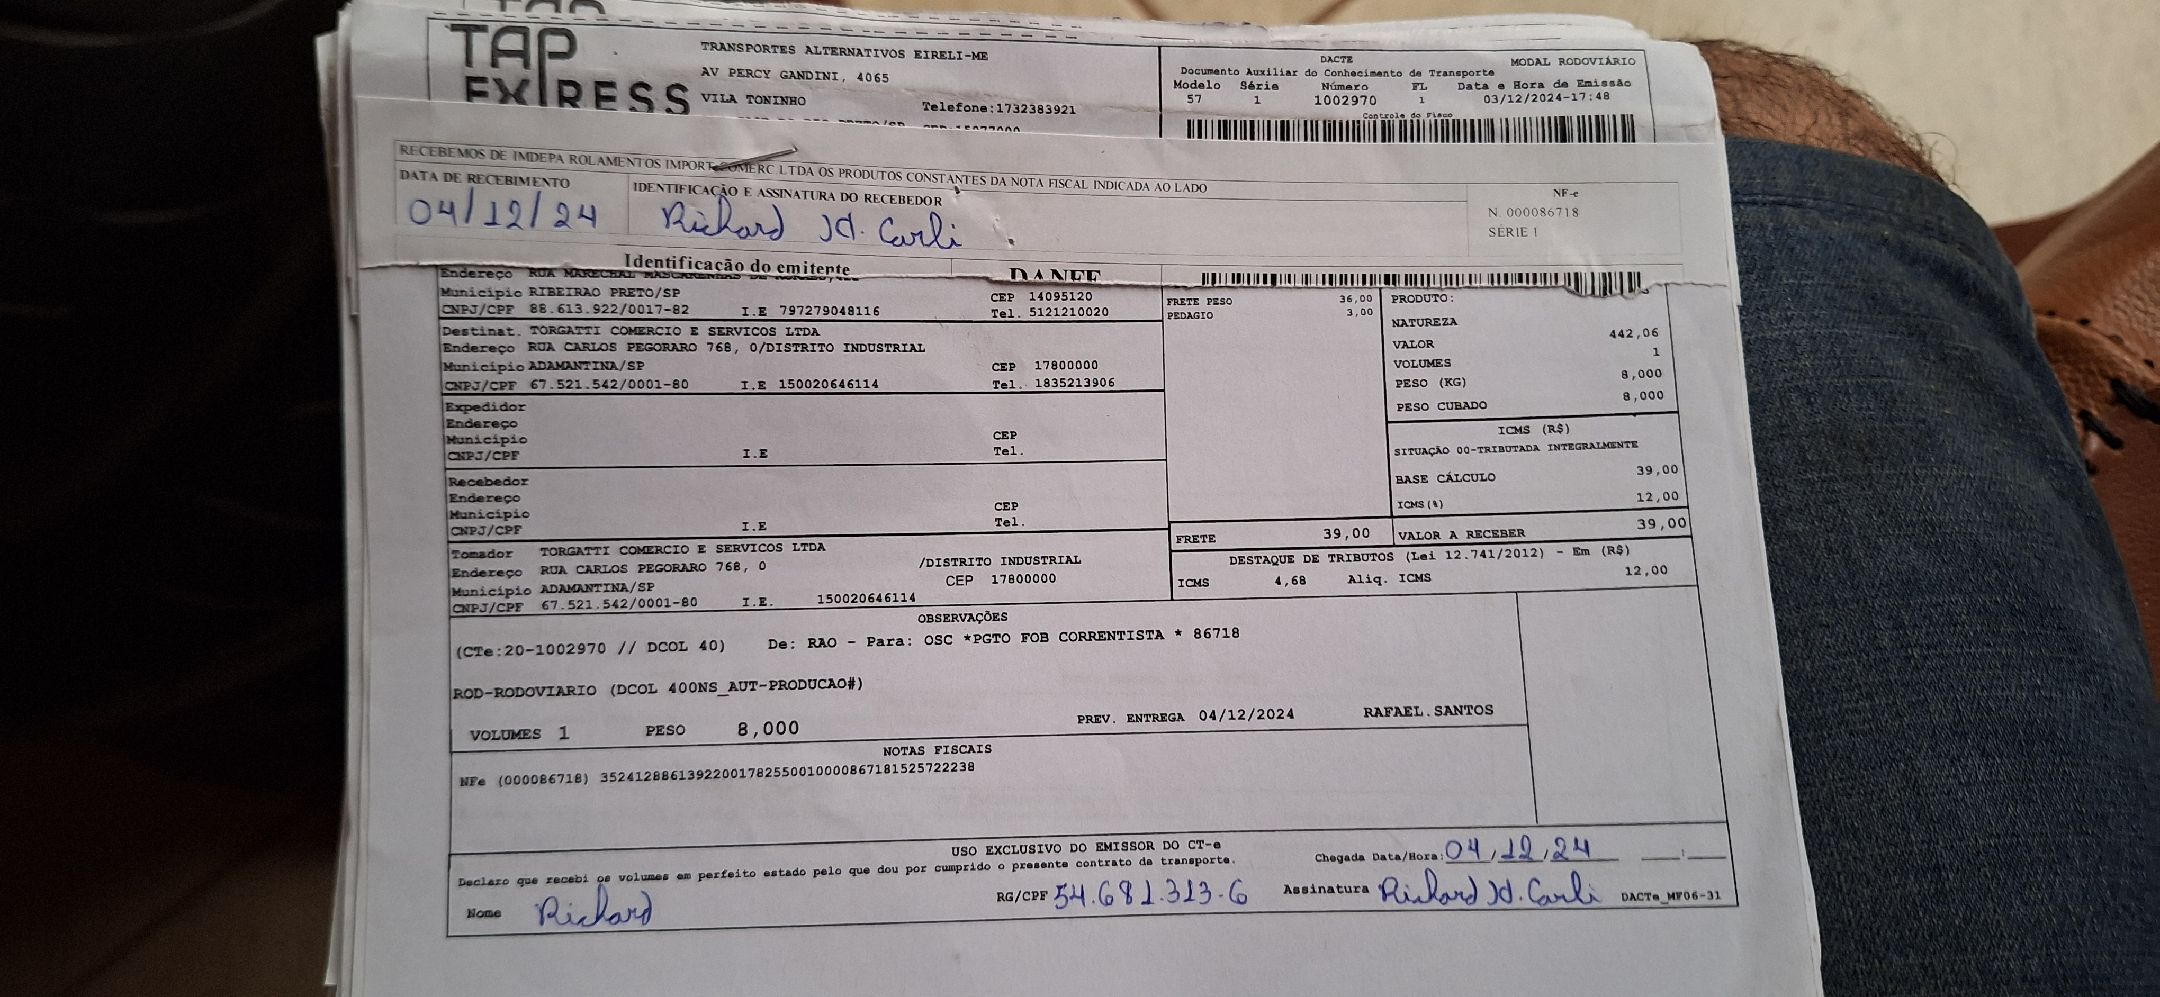 TAP
EXPRESS
TRANSPORTES ALTERNATIVOS EIRELI-ME
AV PERCY GANDINI, 4065
VILA TONINHO
Telefone:1732383921
DACTE
MODAL RODOVIÁRIO
Documento Auxiliar do Conhecimento de Transporte
Modelo Série Número FL Data e Hora de Emissão
57 1 1002970 1 03/12/2024-17:48
Controle do Fisco
RECEBEMOS DE IMDEPA ROLAMENTOS IMPORT COMERC LTDA OS PRODUTOS CONSTANTES DA NOTA FISCAL INDICADA AO LADO
DATA DE RECEBIMENTO
04/12/24
IDENTIFICAÇÃO E ASSINATURA DO RECEBEDOR
Richard H. Carli
NF-e
N. 000086718
SÉRIE 1
Identificação do emitente
DANFE
Endereço RUA MARECHAL MASCARENHAS DE
Município RIBEIRAO PRETO/SP CEP 14095120
CNPJ/CPF 88.613.922/0017-82 I.E 797279048116 Tel. 5121210020
Destinat. TORGATTI COMERCIO E SERVICOS LTDA
Endereço RUA CARLOS PEGORARO 768, 0/DISTRITO INDUSTRIAL
Município ADAMANTINA/SP CEP 17800000
CNPJ/CPF 67.521.542/0001-80 I.E 150020646114 Tel. 1835213906
Expedidor
Endereço
Município CEP
CNPJ/CPF I.E Tel.
Recebedor
Endereço
Município CEP
CNPJ/CPF I.E Tel.
Tomador TORGATTI COMERCIO E SERVICOS LTDA
Endereço RUA CARLOS PEGORARO 768, 0 /DISTRITO INDUSTRIAL
Município ADAMANTINA/SP CEP 17800000
CNPJ/CPF 67.521.542/0001-80 I.E. 150020646114
FRETE PESO 36,00
PEDAGIO 3,00
PRODUTO:
NATUREZA
VALOR 442,06
VOLUMES 1
PESO (KG) 8,000
PESO CUBADO 8,000
ICMS (R$)
SITUAÇÃO 00-TRIBUTADA INTEGRALMENTE
BASE CÁLCULO 39,00
ICMS(%) 12,00
FRETE 39,00 VALOR A RECEBER 39,00
DESTAQUE DE TRIBUTOS (Lei 12.741/2012) - Em (R$)
ICMS 4,68 Aliq. ICMS 12,00
OBSERVAÇÕES
(CTe:20-1002970 // DCOL 40) De: RAO - Para: OSC *PGTO FOB CORRENTISTA * 86718
ROD-RODOVIARIO (DCOL 400NS_AUT-PRODUCAO#)
VOLUMES 1 PESO 8,000 PREV. ENTREGA 04/12/2024 RAFAEL.SANTOS
NOTAS FISCAIS
NFe (000086718) 35241288613922001782550010000867181525722238
USO EXCLUSIVO DO EMISSOR DO CT-e
Declaro que recebi os volumes em perfeito estado pelo que dou por cumprido o presente contrato de transporte.
Chegada Data/Hora: 04/12/24 __:__
Nome Richard RG/CPF 54.681.313-6 Assinatura Richard H. Carli DACTe_MF06-31